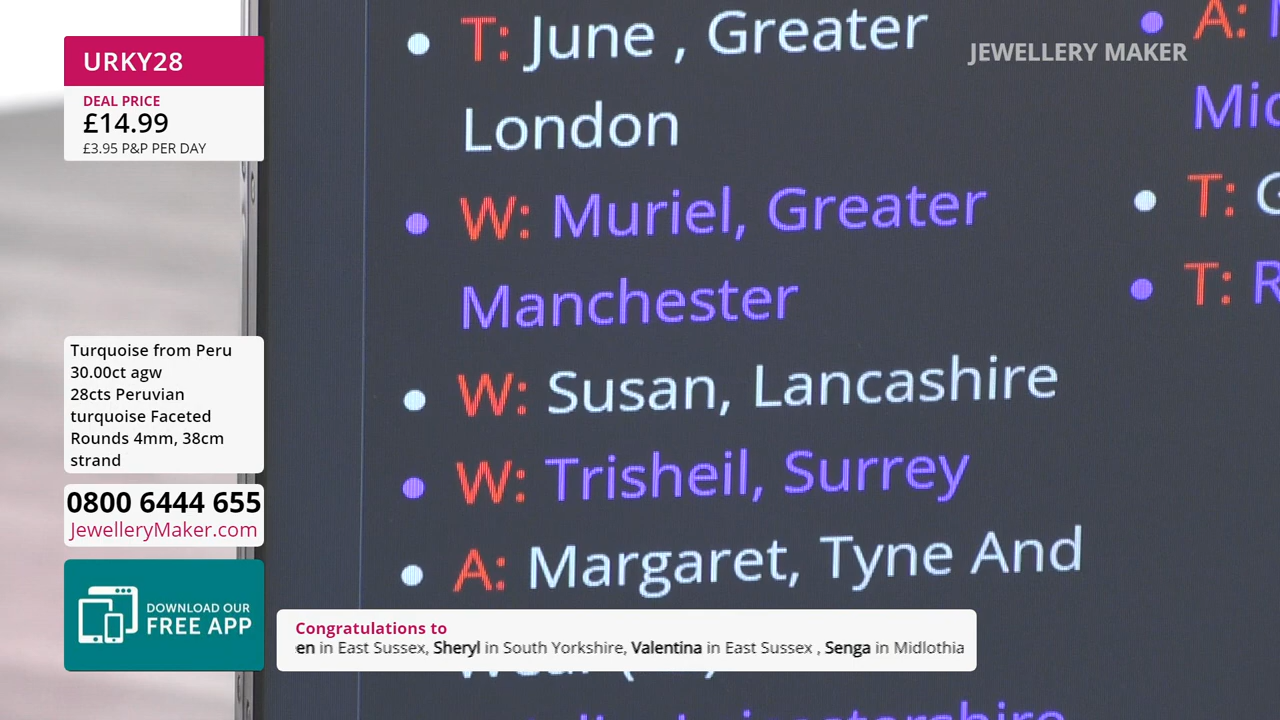 URKY28
DEAL PRICE
£14.99
£3.95 P&P PER DAY
Turquoise from Peru
30.00ct agw
28cts Peruvian
turquoise Faceted
Rounds 4mm, 38cm
strand
0800 6444 655
JewelleryMaker.com
DOWNLOAD OUR
FREE APP
JEWELLERY MAKER
T: June , Greater
London
W: Muriel, Greater
Manchester
W: Susan, Lancashire
W: Trisheil, Surrey
A: Margaret, Tyne And
A:
T:
T:
Congratulations to
en in East Sussex, Sheryl in South Yorkshire, Valentina in East Sussex , Senga in Midlothia